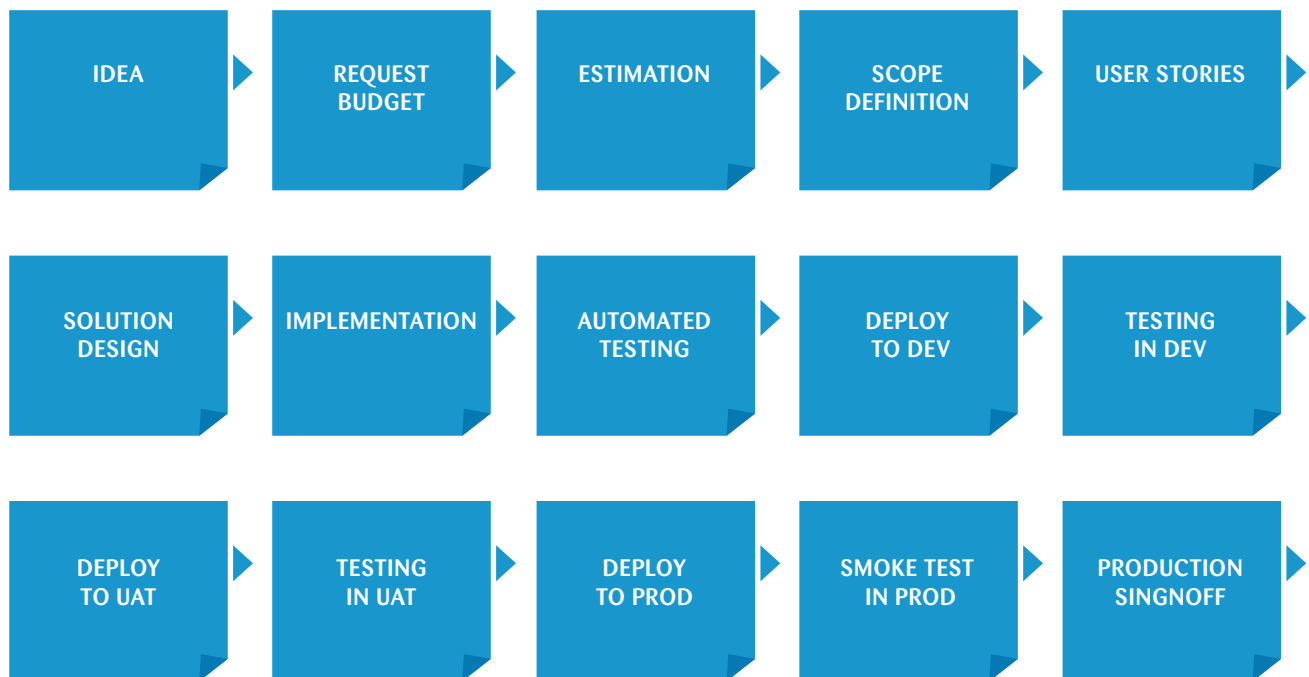 IDEA
REQUEST
BUDGET
ESTIMATION
SCOPE
DEFINITION
USER STORIES
SOLUTION
DESIGN
IMPLEMENTATION
AUTOMATED
TESTING
DEPLOY
TO DEV
TESTING
IN DEV
DEPLOY
TO UAT
TESTING
IN UAT
DEPLOY
TO PROD
SMOKE TEST
IN PROD
PRODUCTION
SINGNOFF